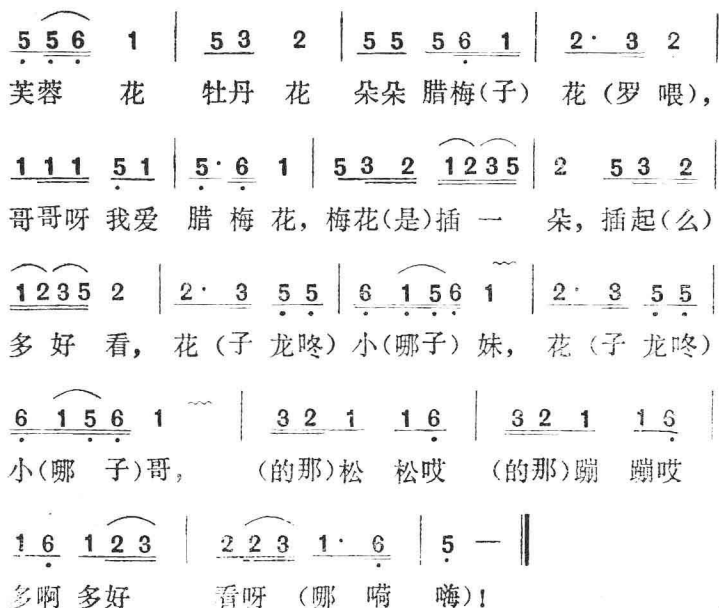 5 5 6 1 | 5 3 2 | 5 5 5 6 1 | 2· 3 2 |
芙蓉 花 牡丹 花 朵朵 腊梅(子) 花 (罗 喂),
1 1 1 5 1 | 5· 6 1 | 5 3 2 1 2 3 5 | 2 5 3 2 |
哥哥呀 我爱 腊 梅 花, 梅花(是)插 一 朵, 插起(么)
1 2 3 5 2 | 2· 3 5 5 | 6 1 5 6 1 | 2· 3 5 5 |
多 好 看, 花 (子 龙咚) 小(哪子) 妹, 花 (子 龙咚)
6 1 5 6 1 | 3 2 1 1 6 | 3 2 1 1 6 |
小(哪 子)哥, (的那)松 松哎 (的那)蹦 蹦哎
1 6 1 2 3 | 2 2 3 1· 6 | 5 — ‖
多啊 多好 看呀 (哪 嗬 嗨)!